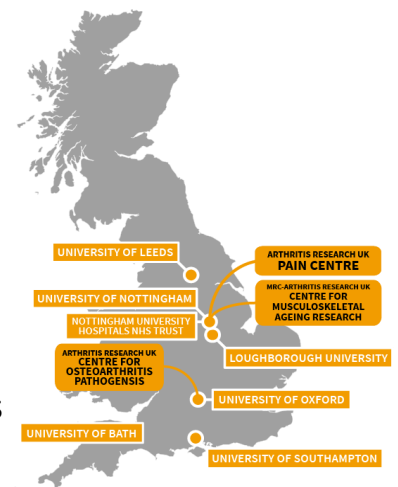 UNIVERSITY OF LEEDS
ARTHRITIS RESEARCH UK
PAIN CENTRE
MRC-ARTHRITIS RESEARCH UK
CENTRE FOR
MUSCULOSKELETAL
AGEING RESEARCH
UNIVERSITY OF NOTTINGHAM
NOTTINGHAM UNIVERSITY
HOSPITALS NHS TRUST
LOUGHBOROUGH UNIVERSITY
ARTHRITIS RESEARCH UK
CENTRE FOR
OSTEOARTHRITIS
PATHOGENSIS
UNIVERSITY OF OXFORD
UNIVERSITY OF BATH
UNIVERSITY OF SOUTHAMPTON